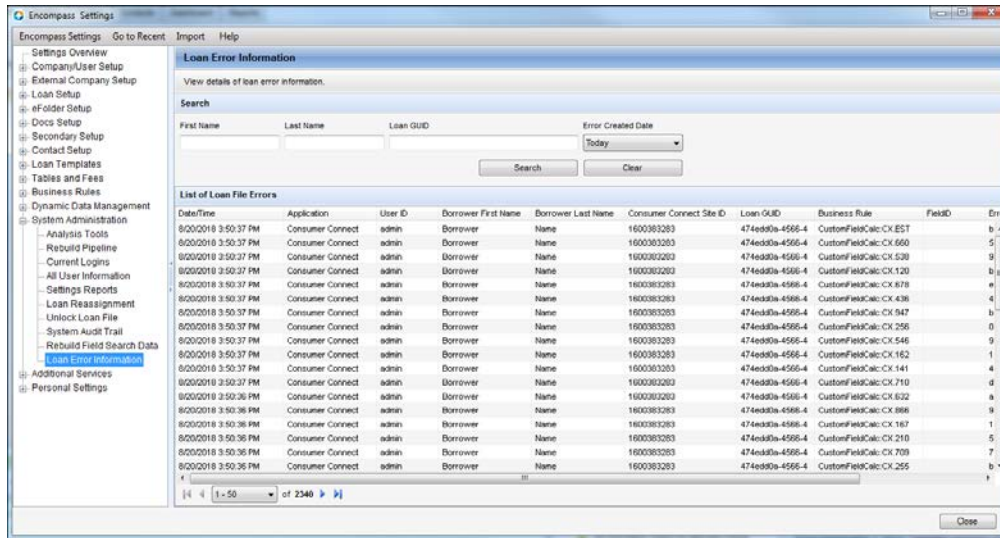 Encompass Settings
Encompass Settings Go to Recent Import Help
Settings Overview
Company/User Setup
External Company Setup
Loan Setup
eFolder Setup
Docs Setup
Secondary Setup
Contact Setup
Loan Templates
Tables and Fees
Business Rules
Dynamic Data Management
System Administration
Analysis Tools
Rebuild Pipeline
Current Logins
All User Information
Settings Reports
Loan Reassignment
Unlock Loan File
System Audit Trail
Rebuild Field Search Data
Loan Error Information
Additional Services
Personal Settings
Loan Error Information
View details of loan error information.
Search
First Name Last Name Loan GUID Error Created Date
Today
Search Clear
List of Loan File Errors
Date/Time Application User ID Borrower First Name Borrower Last Name Consumer Connect Site ID Loan GUID Business Rule FieldID Err
8/20/2018 3:50:37 PM Consumer Connect admin Borrower Name 1600383283 474edd0a-4566-4 CustomFieldCalc:CX.EST b
8/20/2018 3:50:37 PM Consumer Connect admin Borrower Name 1600383283 474edd0a-4566-4 CustomFieldCalc:CX.660 5
8/20/2018 3:50:37 PM Consumer Connect admin Borrower Name 1600383283 474edd0a-4566-4 CustomFieldCalc:CX.538 9
8/20/2018 3:50:37 PM Consumer Connect admin Borrower Name 1600383283 474edd0a-4566-4 CustomFieldCalc:CX.120 b
8/20/2018 3:50:37 PM Consumer Connect admin Borrower Name 1600383283 474edd0a-4566-4 CustomFieldCalc:CX.678 e
8/20/2018 3:50:37 PM Consumer Connect admin Borrower Name 1600383283 474edd0a-4566-4 CustomFieldCalc:CX.436 4
8/20/2018 3:50:37 PM Consumer Connect admin Borrower Name 1600383283 474edd0a-4566-4 CustomFieldCalc:CX.947 b
8/20/2018 3:50:37 PM Consumer Connect admin Borrower Name 1600383283 474edd0a-4566-4 CustomFieldCalc:CX.256 0
8/20/2018 3:50:37 PM Consumer Connect admin Borrower Name 1600383283 474edd0a-4566-4 CustomFieldCalc:CX.546 9
8/20/2018 3:50:37 PM Consumer Connect admin Borrower Name 1600383283 474edd0a-4566-4 CustomFieldCalc:CX.162 1
8/20/2018 3:50:37 PM Consumer Connect admin Borrower Name 1600383283 474edd0a-4566-4 CustomFieldCalc:CX.141 4
8/20/2018 3:50:37 PM Consumer Connect admin Borrower Name 1600383283 474edd0a-4566-4 CustomFieldCalc:CX.710 d
8/20/2018 3:50:36 PM Consumer Connect admin Borrower Name 1600383283 474edd0a-4566-4 CustomFieldCalc:CX.632 a
8/20/2018 3:50:36 PM Consumer Connect admin Borrower Name 1600383283 474edd0a-4566-4 CustomFieldCalc:CX.866 9
8/20/2018 3:50:36 PM Consumer Connect admin Borrower Name 1600383283 474edd0a-4566-4 CustomFieldCalc:CX.167 1
8/20/2018 3:50:36 PM Consumer Connect admin Borrower Name 1600383283 474edd0a-4566-4 CustomFieldCalc:CX.210 5
8/20/2018 3:50:36 PM Consumer Connect admin Borrower Name 1600383283 474edd0a-4566-4 CustomFieldCalc:CX.709 7
8/20/2018 3:50:36 PM Consumer Connect admin Borrower Name 1600383283 474edd0a-4566-4 CustomFieldCalc:CX.255 b
1 - 50 of 2340
Close